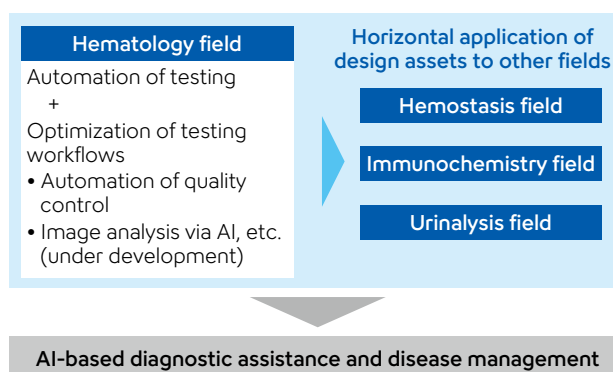 Hematology field
Automation of testing
+
Optimization of testing
workflows
• Automation of quality
control
• Image analysis via AI, etc.
(under development)
Horizontal application of
design assets to other fields
Hemostasis field
Immunochemistry field
Urinalysis field
AI-based diagnostic assistance and disease management